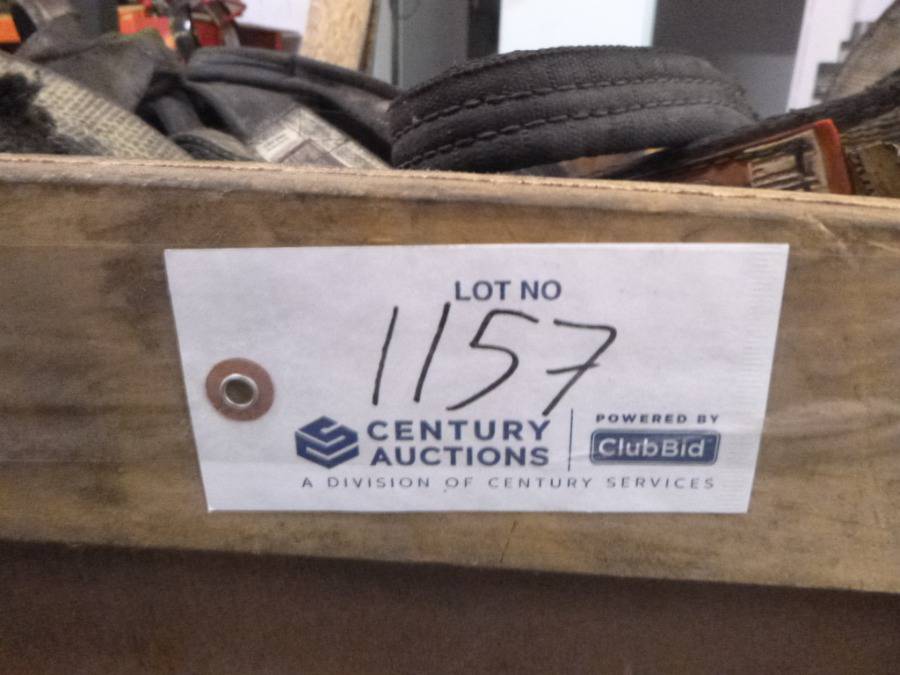 LOT NO
1157
CENTURY AUCTIONS
POWERED BY
ClubBid
A DIVISION OF CENTURY SERVICES